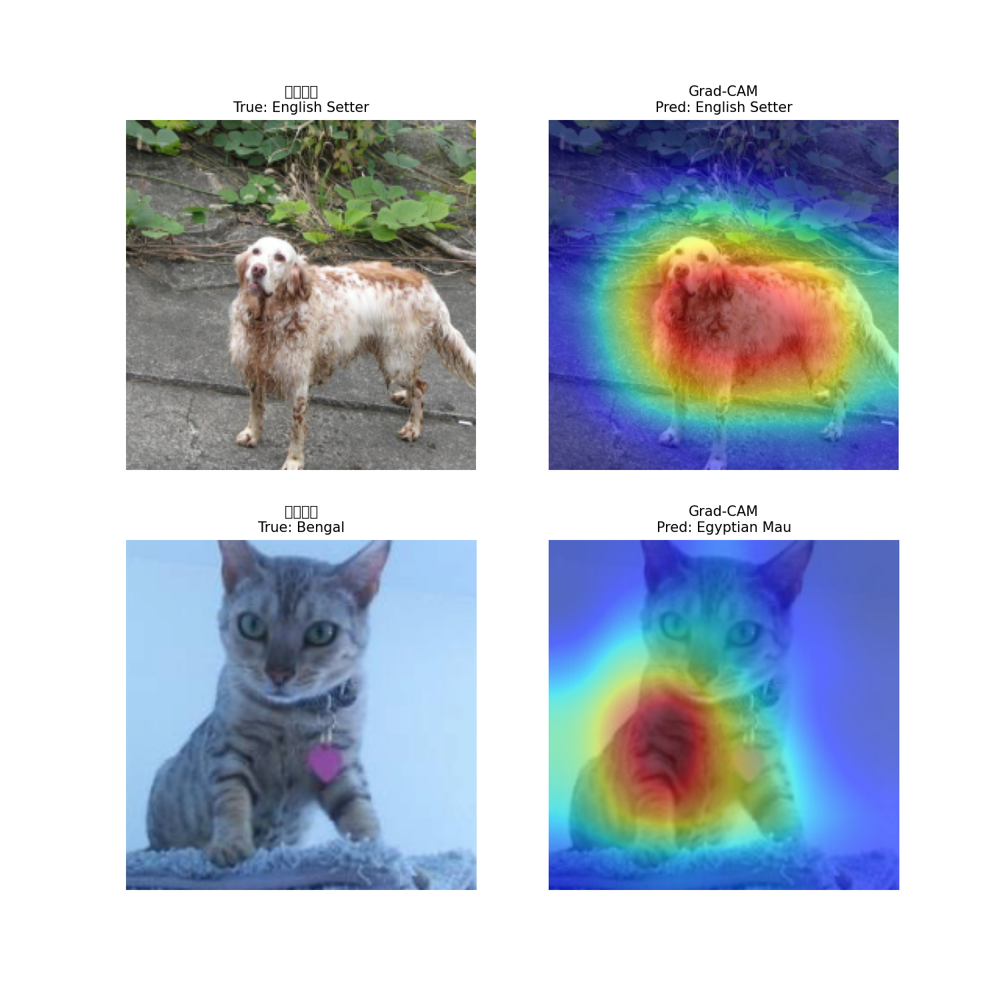 Grad-CAM
True: English Setter
Pred: English Setter
Grad-CAM
True: Bengal
Pred: Egyptian Mau